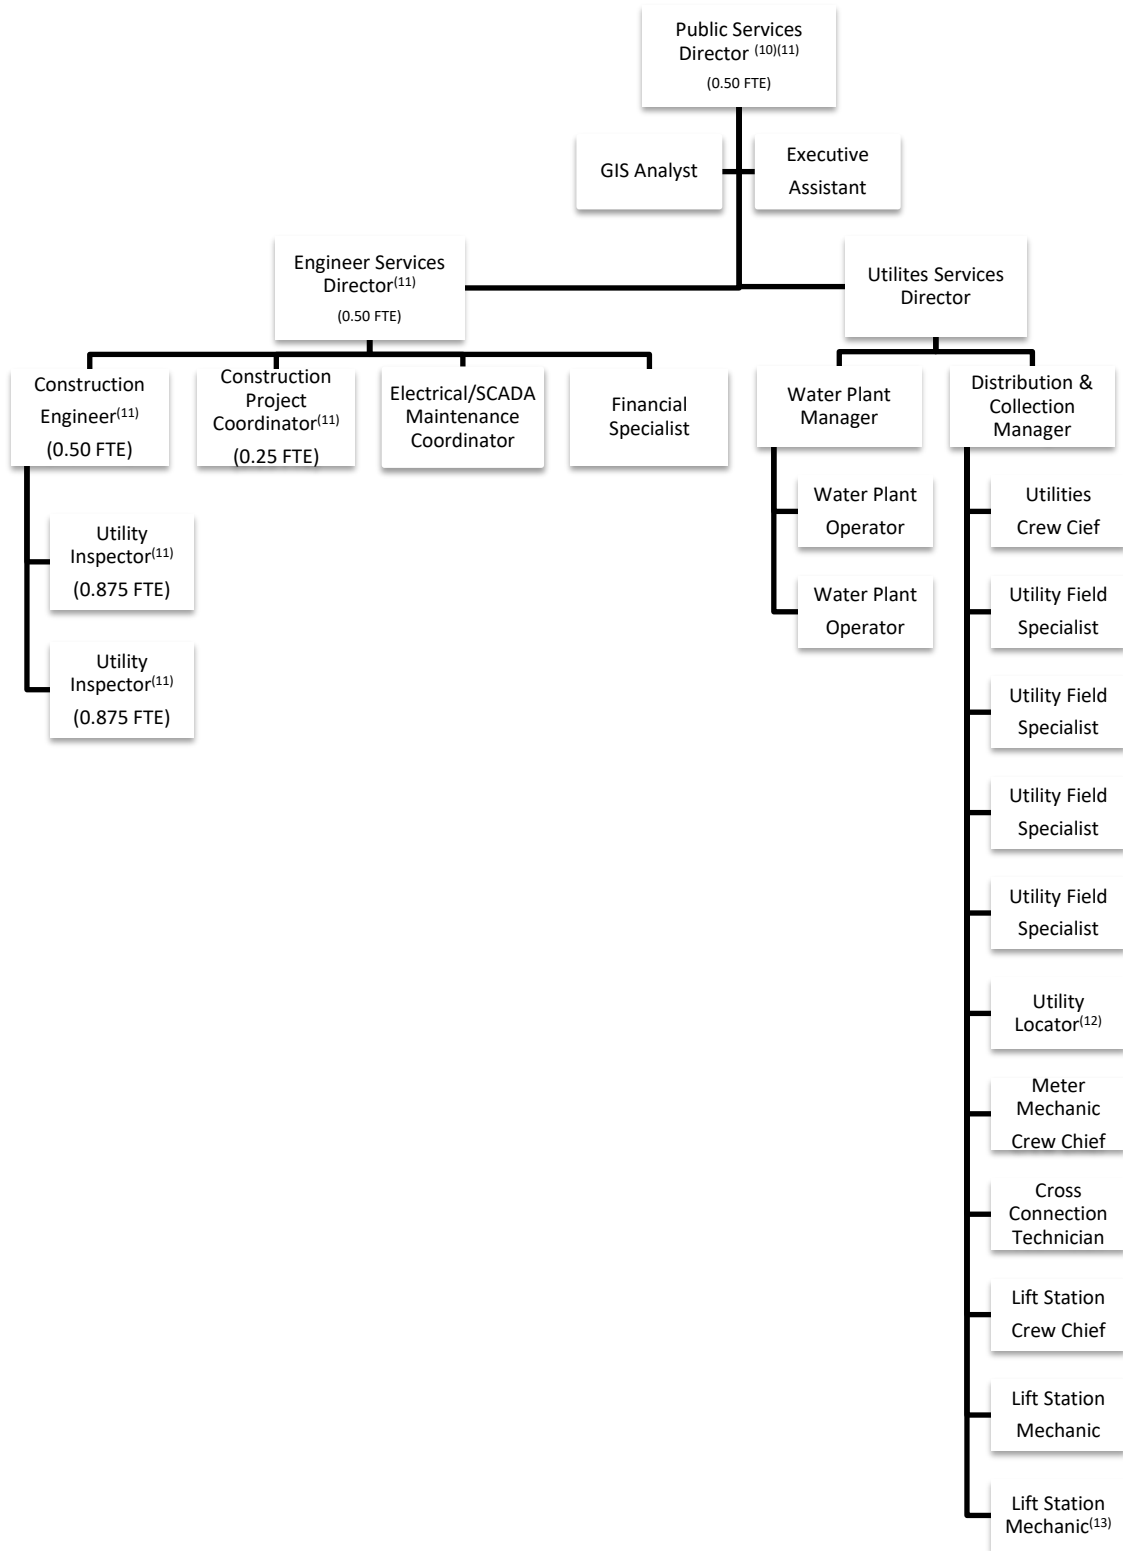 Public Services
Director (10)(11)
(0.50 FTE)
GIS Analyst
Executive
Assistant
Engineer Services
Director(11)
(0.50 FTE)
Utilites Services
Director
Construction
Engineer(11)
(0.50 FTE)
Construction
Project
Coordinator(11)
(0.25 FTE)
Electrical/SCADA
Maintenance
Coordinator
Financial
Specialist
Water Plant
Manager
Distribution &
Collection
Manager
Utility
Inspector(11)
(0.875 FTE)
Utility
Inspector(11)
(0.875 FTE)
Water Plant
Operator
Water Plant
Operator
Utilities
Crew Cief
Utility Field
Specialist
Utility Field
Specialist
Utility Field
Specialist
Utility Field
Specialist
Utility
Locator(12)
Meter
Mechanic
Crew Chief
Cross
Connection
Technician
Lift Station
Crew Chief
Lift Station
Mechanic
Lift Station
Mechanic(13)